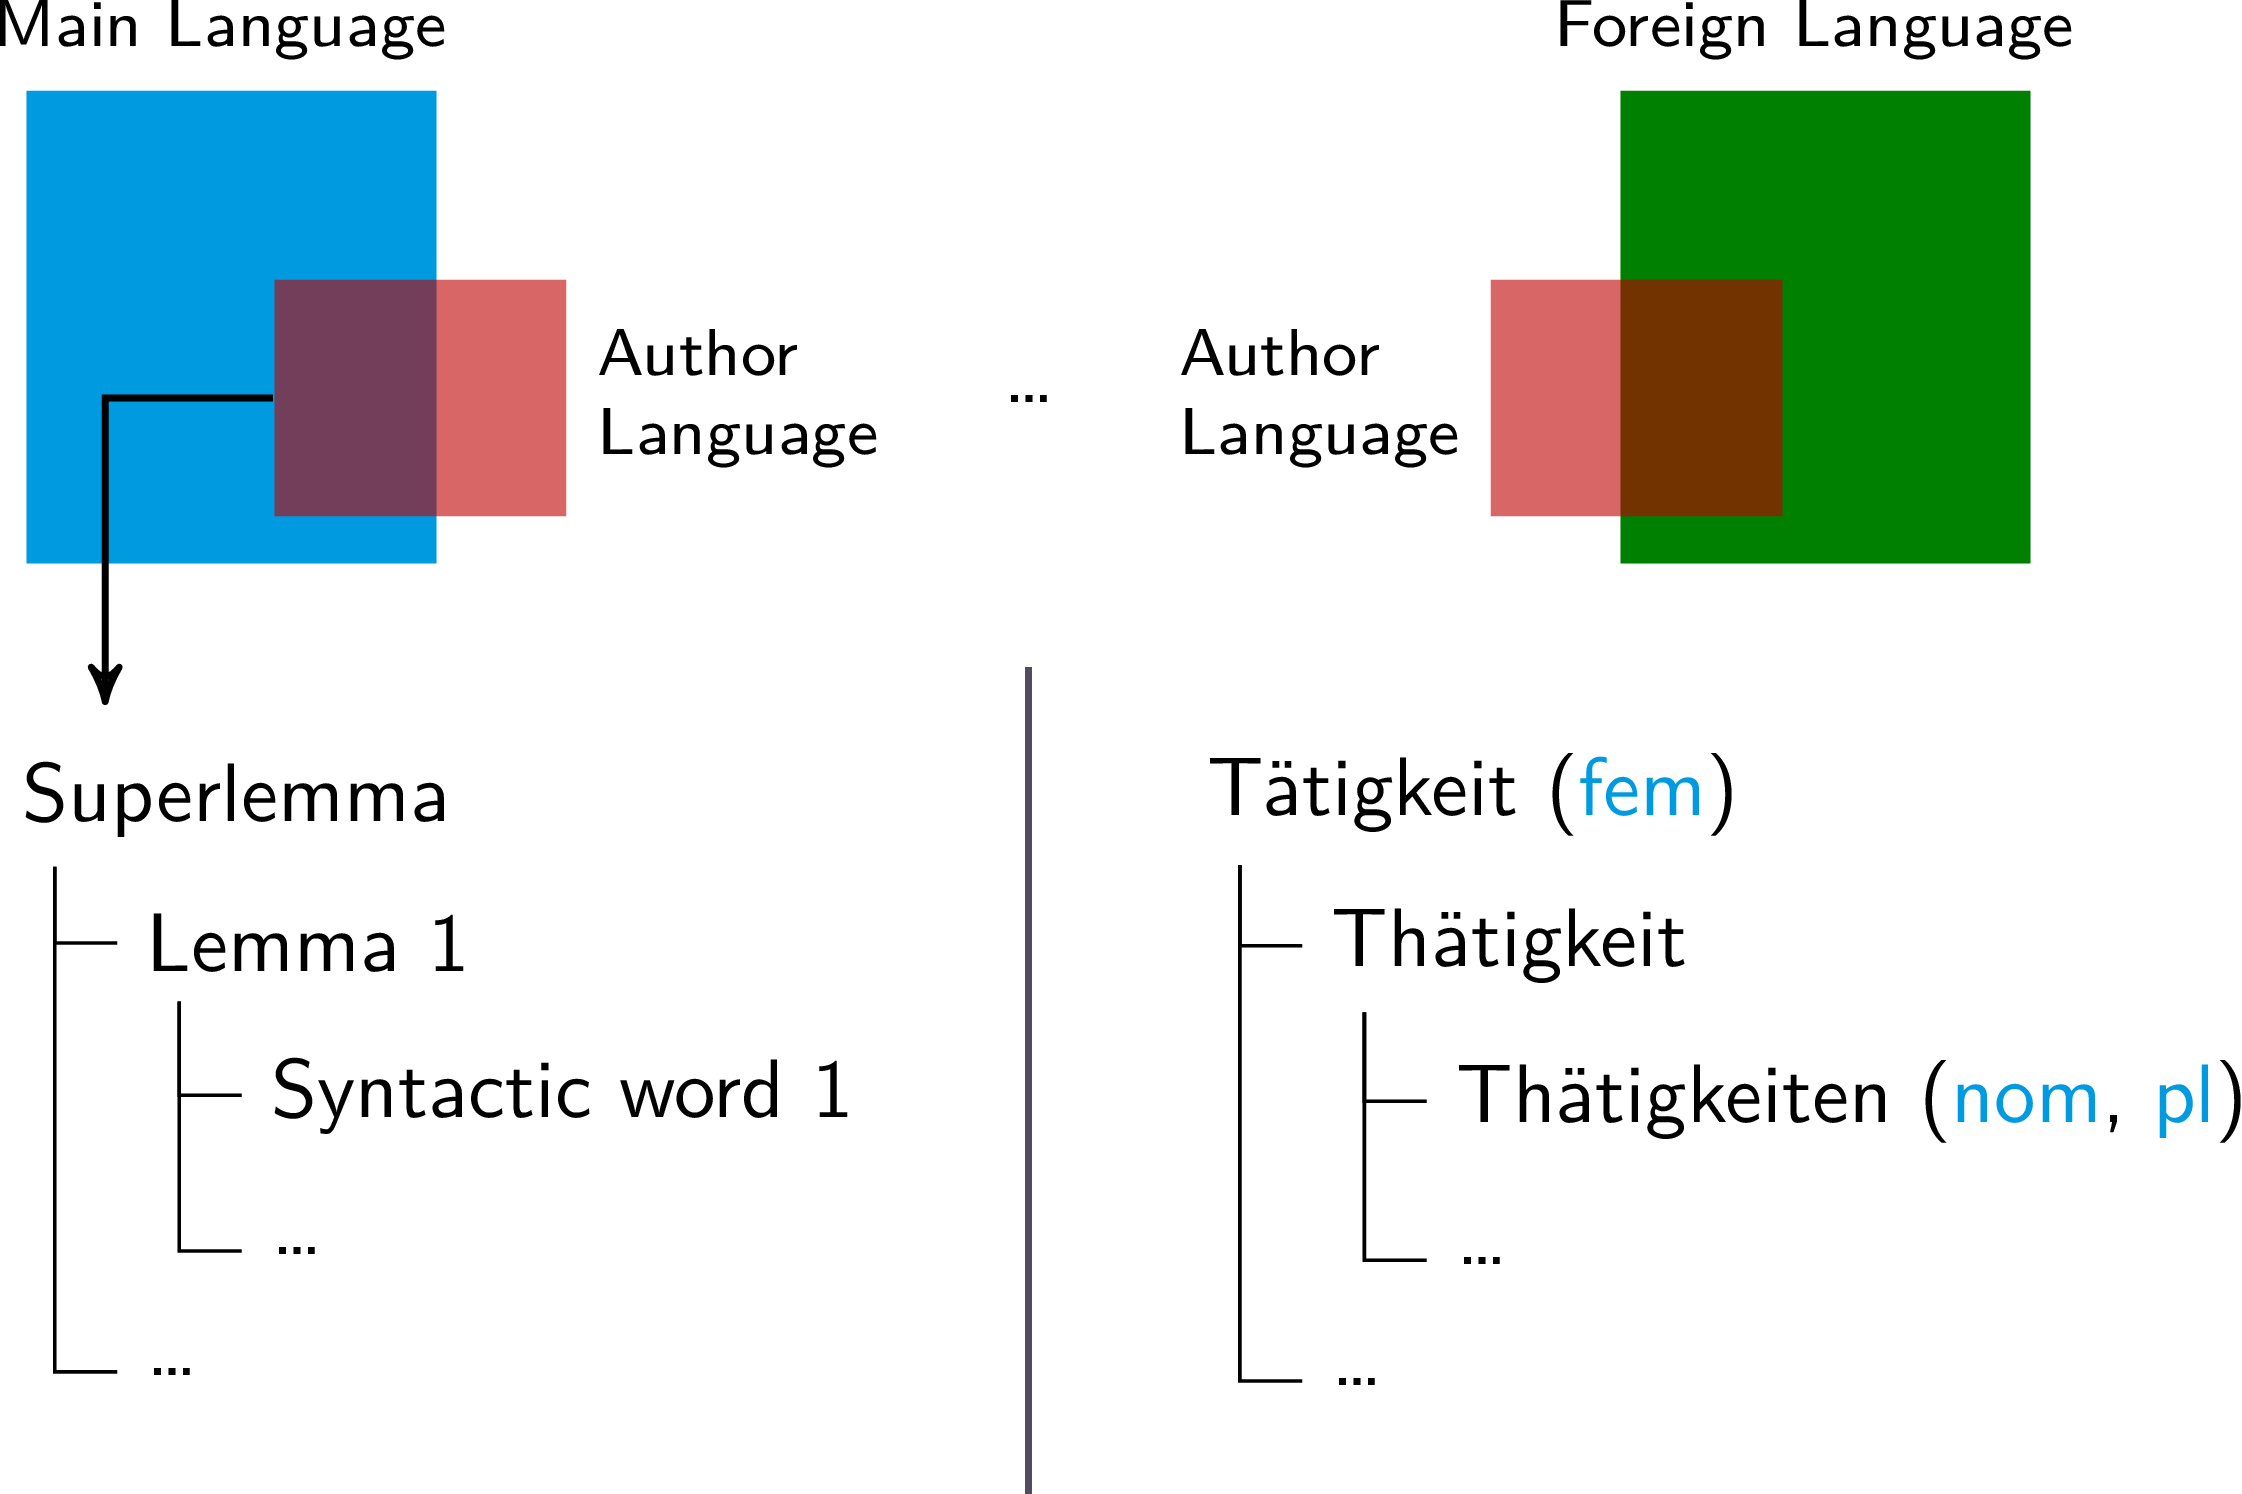 Main Language
Foreign Language
Author
Language
...
Author
Language
Superlemma
Lemma 1
Syntactic word 1
...
...
Tätigkeit (fem)
Thätigkeit
Thätigkeiten (nom, pl)
...
...